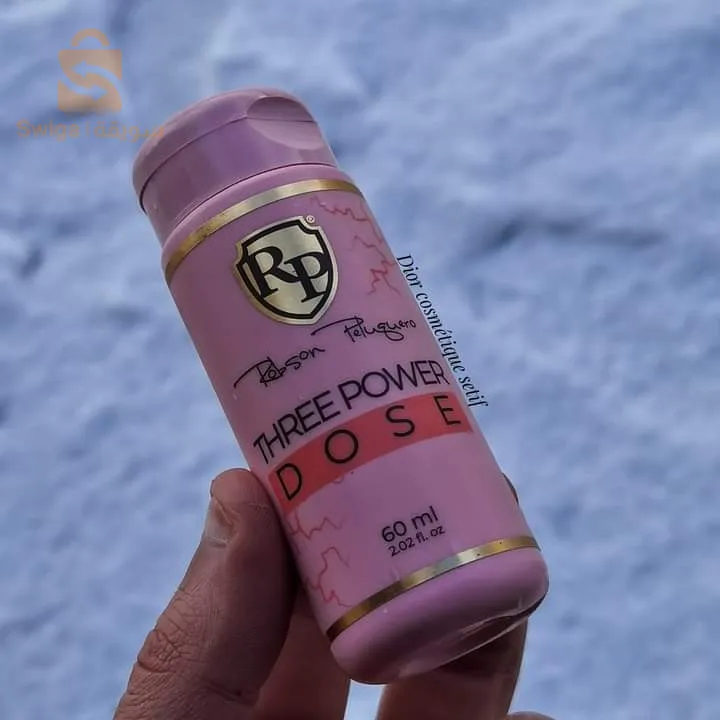 RP®
Robson Peluquero
THREE POWER
DOSE
60 ml
2.02 fl. oz
Dior cosmétique setif